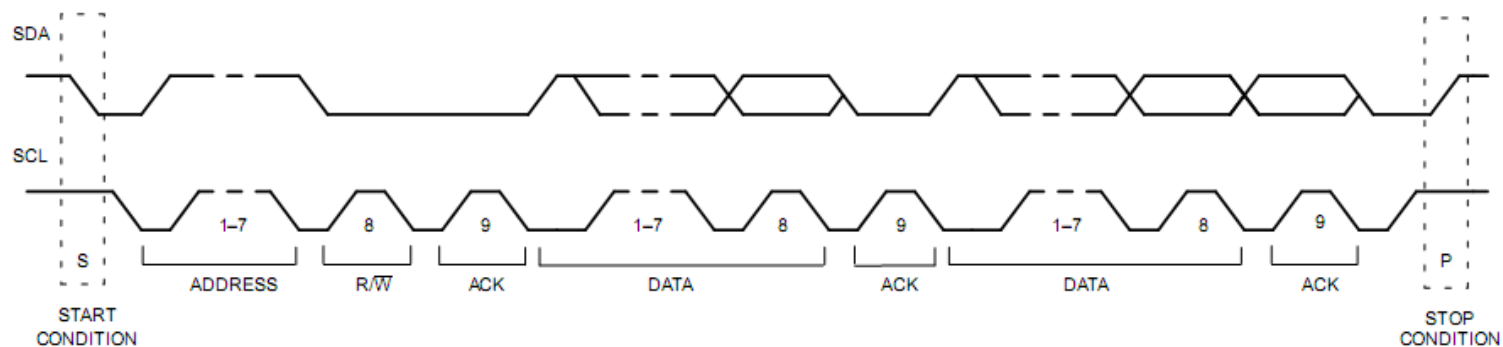 SDA
SCL
1–7 8 9 1–7 8 9 1–7 8 9
S P
ADDRESS R/W̅ ACK DATA ACK DATA ACK
START
CONDITION
STOP
CONDITION